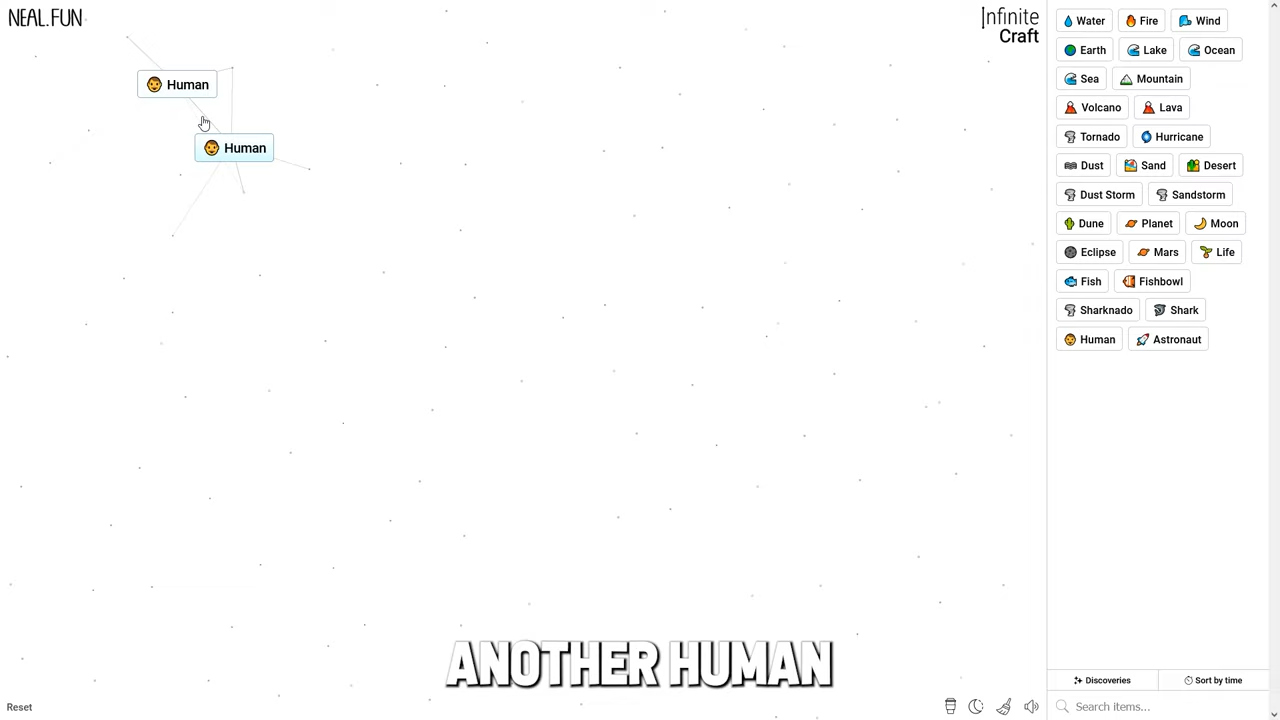 NEAL.FUN
Infinite
Craft
Human
Human
Water Fire Wind
Earth Lake Ocean
Sea Mountain
Volcano Lava
Tornado Hurricane
Dust Sand Desert
Dust Storm Sandstorm
Dune Planet Moon
Eclipse Mars Life
Fish Fishbowl
Sharknado Shark
Human Astronaut
ANOTHER HUMAN
Discoveries Sort by time
Reset
Search items...